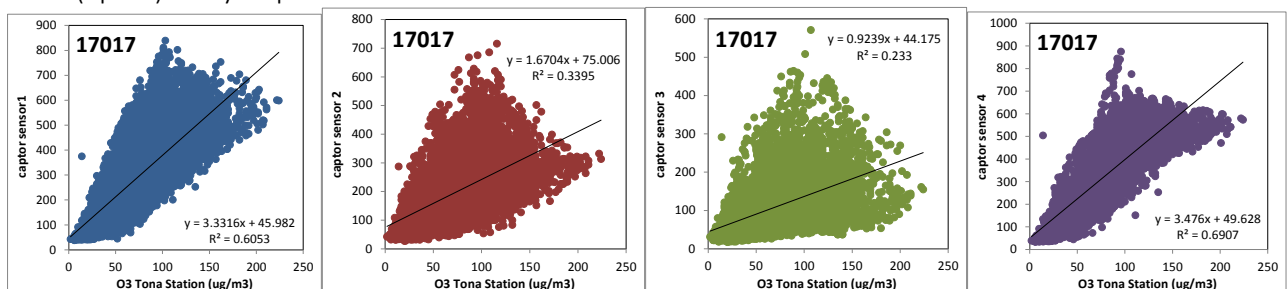 900
800
700
600
500
400
300
200
100
0
0 50 100 150 200 250
captor sensor1
O3 Tona Station (ug/m3)
17017
y = 3.3316x + 45.982
R² = 0.6053
800
700
600
500
400
300
200
100
0
0 50 100 150 200 250
captor sensor 2
O3 Tona Station (ug/m3)
17017
y = 1.6704x + 75.006
R² = 0.3395
600
500
400
300
200
100
0
0 50 100 150 200 250
captor sensor 3
O3 Tona Station (ug/m3)
17017
y = 0.9239x + 44.175
R² = 0.233
1000
900
800
700
600
500
400
300
200
100
0
0 50 100 150 200 250
captor sensor 4
O3 Tona Station (ug/m3)
17017
y = 3.476x + 49.628
R² = 0.6907